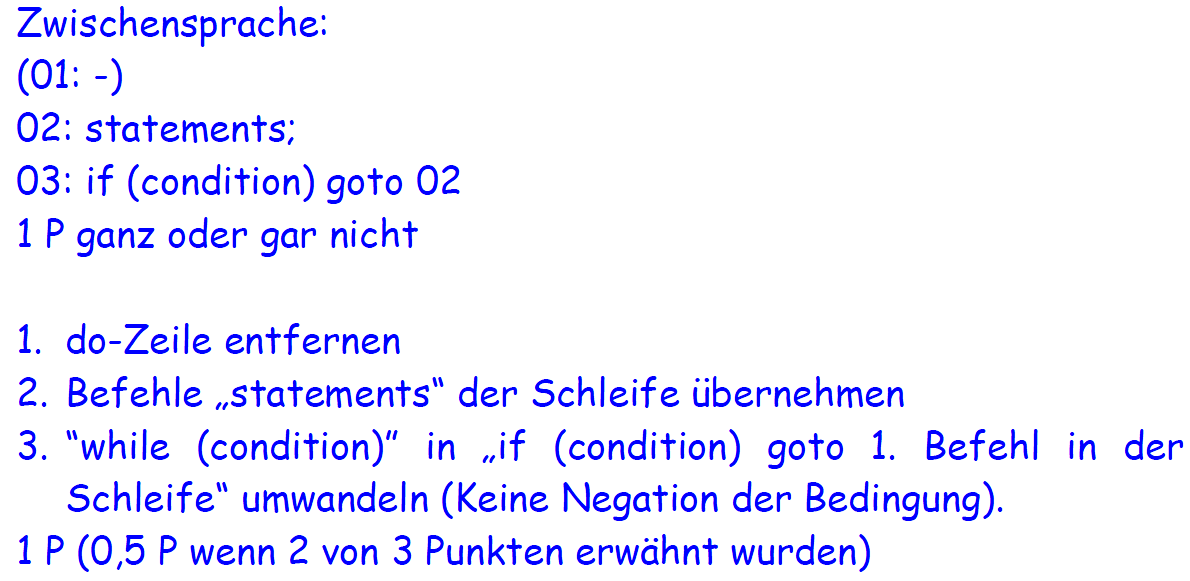 Zwischensprache:
(01: -)
02: statements;
03: if (condition) goto 02
1 P ganz oder gar nicht
1. do-Zeile entfernen
2. Befehle „statements“ der Schleife übernehmen
3. “while (condition)” in „if (condition) goto 1. Befehl in der
Schleife“ umwandeln (Keine Negation der Bedingung).
1 P (0,5 P wenn 2 von 3 Punkten erwähnt wurden)